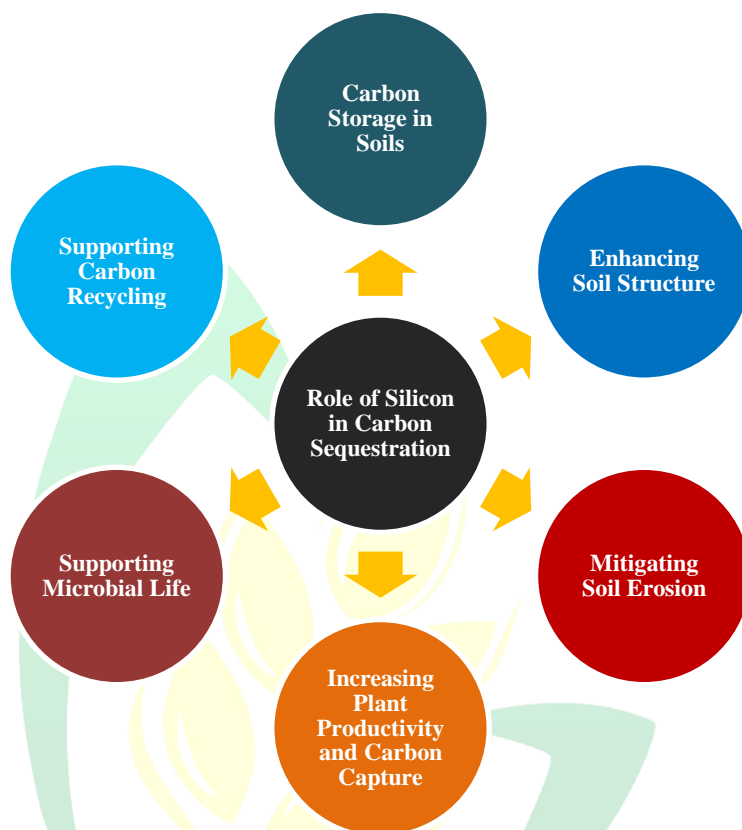 Carbon
Storage in
Soils
Supporting
Carbon
Recycling
Enhancing
Soil Structure
Role of Silicon
in Carbon
Sequestration
Supporting
Microbial Life
Mitigating
Soil Erosion
Increasing
Plant
Productivity
and Carbon
Capture